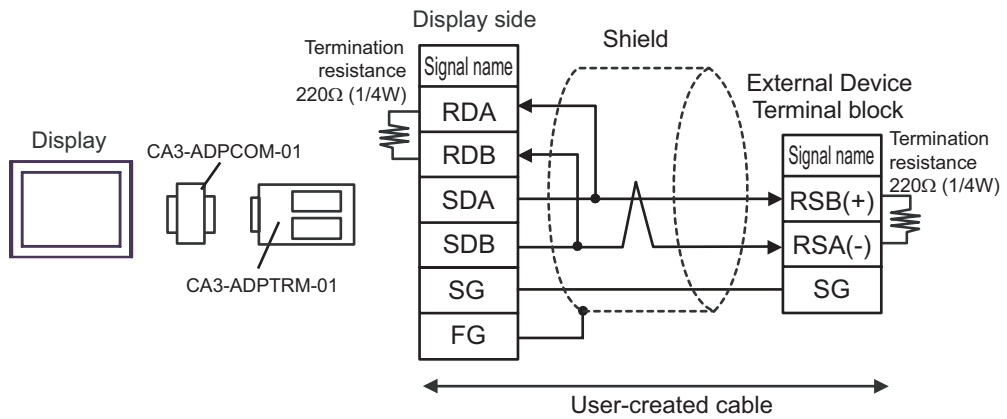 Display side
Shield
Termination
resistance
220Ω (1/4W)
Signal name
RDA
RDB
SDA
SDB
SG
FG
External Device
Terminal block
Signal name
RSB(+)
RSA(-)
SG
Termination
resistance
220Ω (1/4W)
Display
CA3-ADPCOM-01
CA3-ADPTRM-01
User-created cable